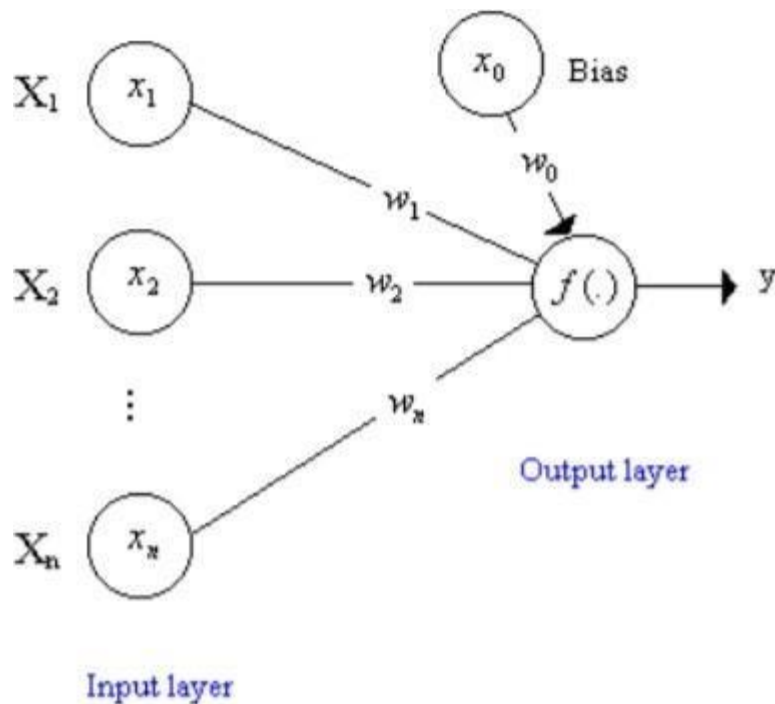 X₁ x₁ x₀ Bias
w₀
w₁
X₂ x₂ w₂ f(.) y
⋮
wₙ
Output layer
Xₙ xₙ
Input layer